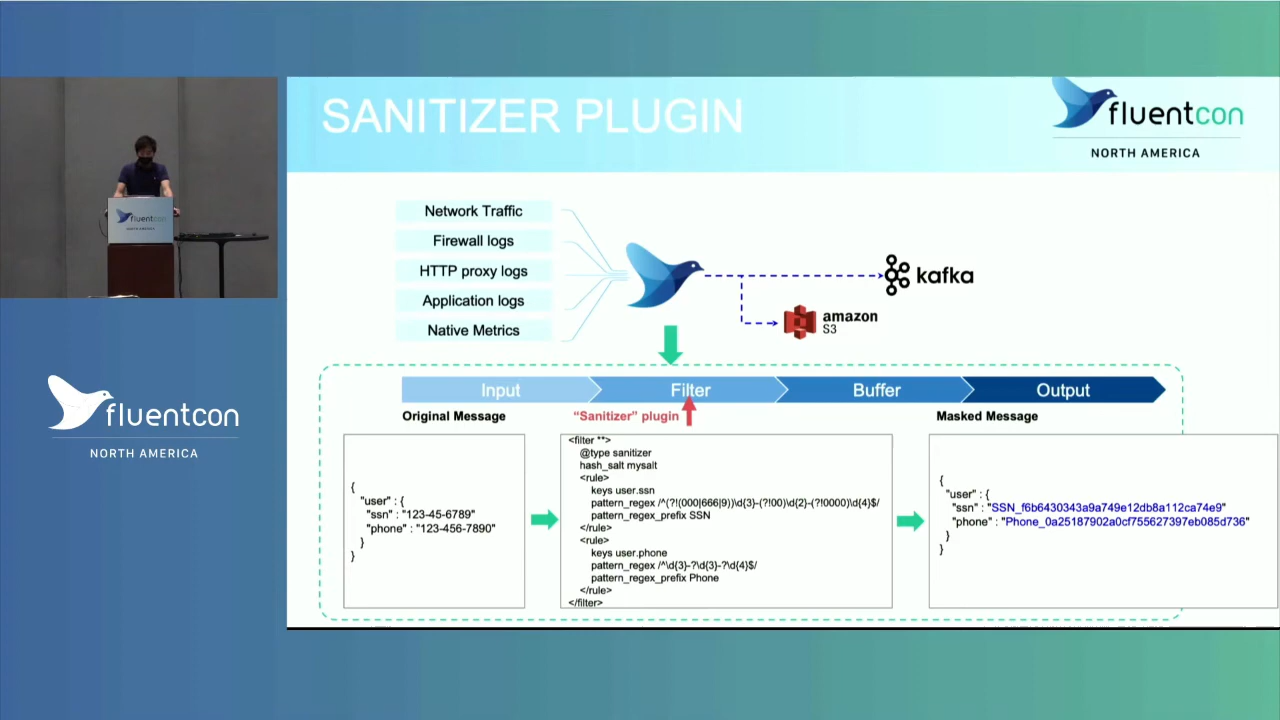 SANITIZER PLUGIN
fluentcon
NORTH AMERICA
Network Traffic
Firewall logs
HTTP proxy logs
Application logs
Native Metrics
kafka
amazon
S3
Input
Filter
Buffer
Output
Original Message
"Sanitizer" plugin
Masked Message
{
"user" : {
"ssn" : "123-45-6789"
"phone" : "123-456-7890"
}
}
<filter **>
@type sanitizer
hash_salt mysalt
<rule>
keys user.ssn
pattern_regex /^(?!(000|666|9))\d{3}-(?!00)\d{2}-(?!0000)\d{4}$/
pattern_regex_prefix SSN
</rule>
<rule>
keys user.phone
pattern_regex /^\d{3}-?\d{3}-?\d{4}$/
pattern_regex_prefix Phone
</rule>
</filter>
{
"user" : {
"ssn" : "SSN_f6b6430343a9a749e12db8a112ca74e9"
"phone" : "Phone_0a25187902a0cf755627397eb085d736"
}
}
fluentcon
NORTH AMERICA
fluentcon
NORTH AMERICA